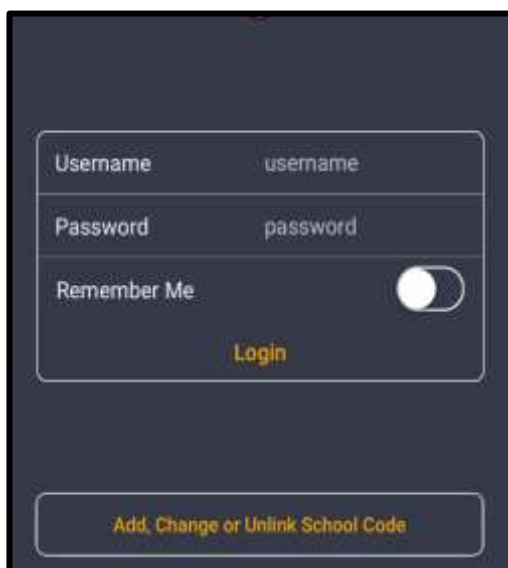 Username username
Password password
Remember Me
Login
Add, Change or Unlink School Code